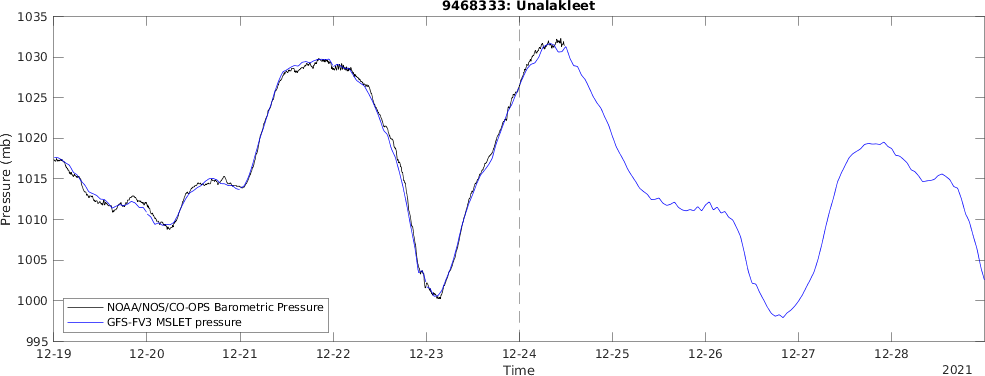 9468333: Unalakleet
1035
1030
1025
1020
1015
1010
1005
1000
995
Pressure (mb)
NOAA/NOS/CO-OPS Barometric Pressure
GFS-FV3 MSLET pressure
12-19 12-20 12-21 12-22 12-23 12-24 12-25 12-26 12-27 12-28
Time
2021